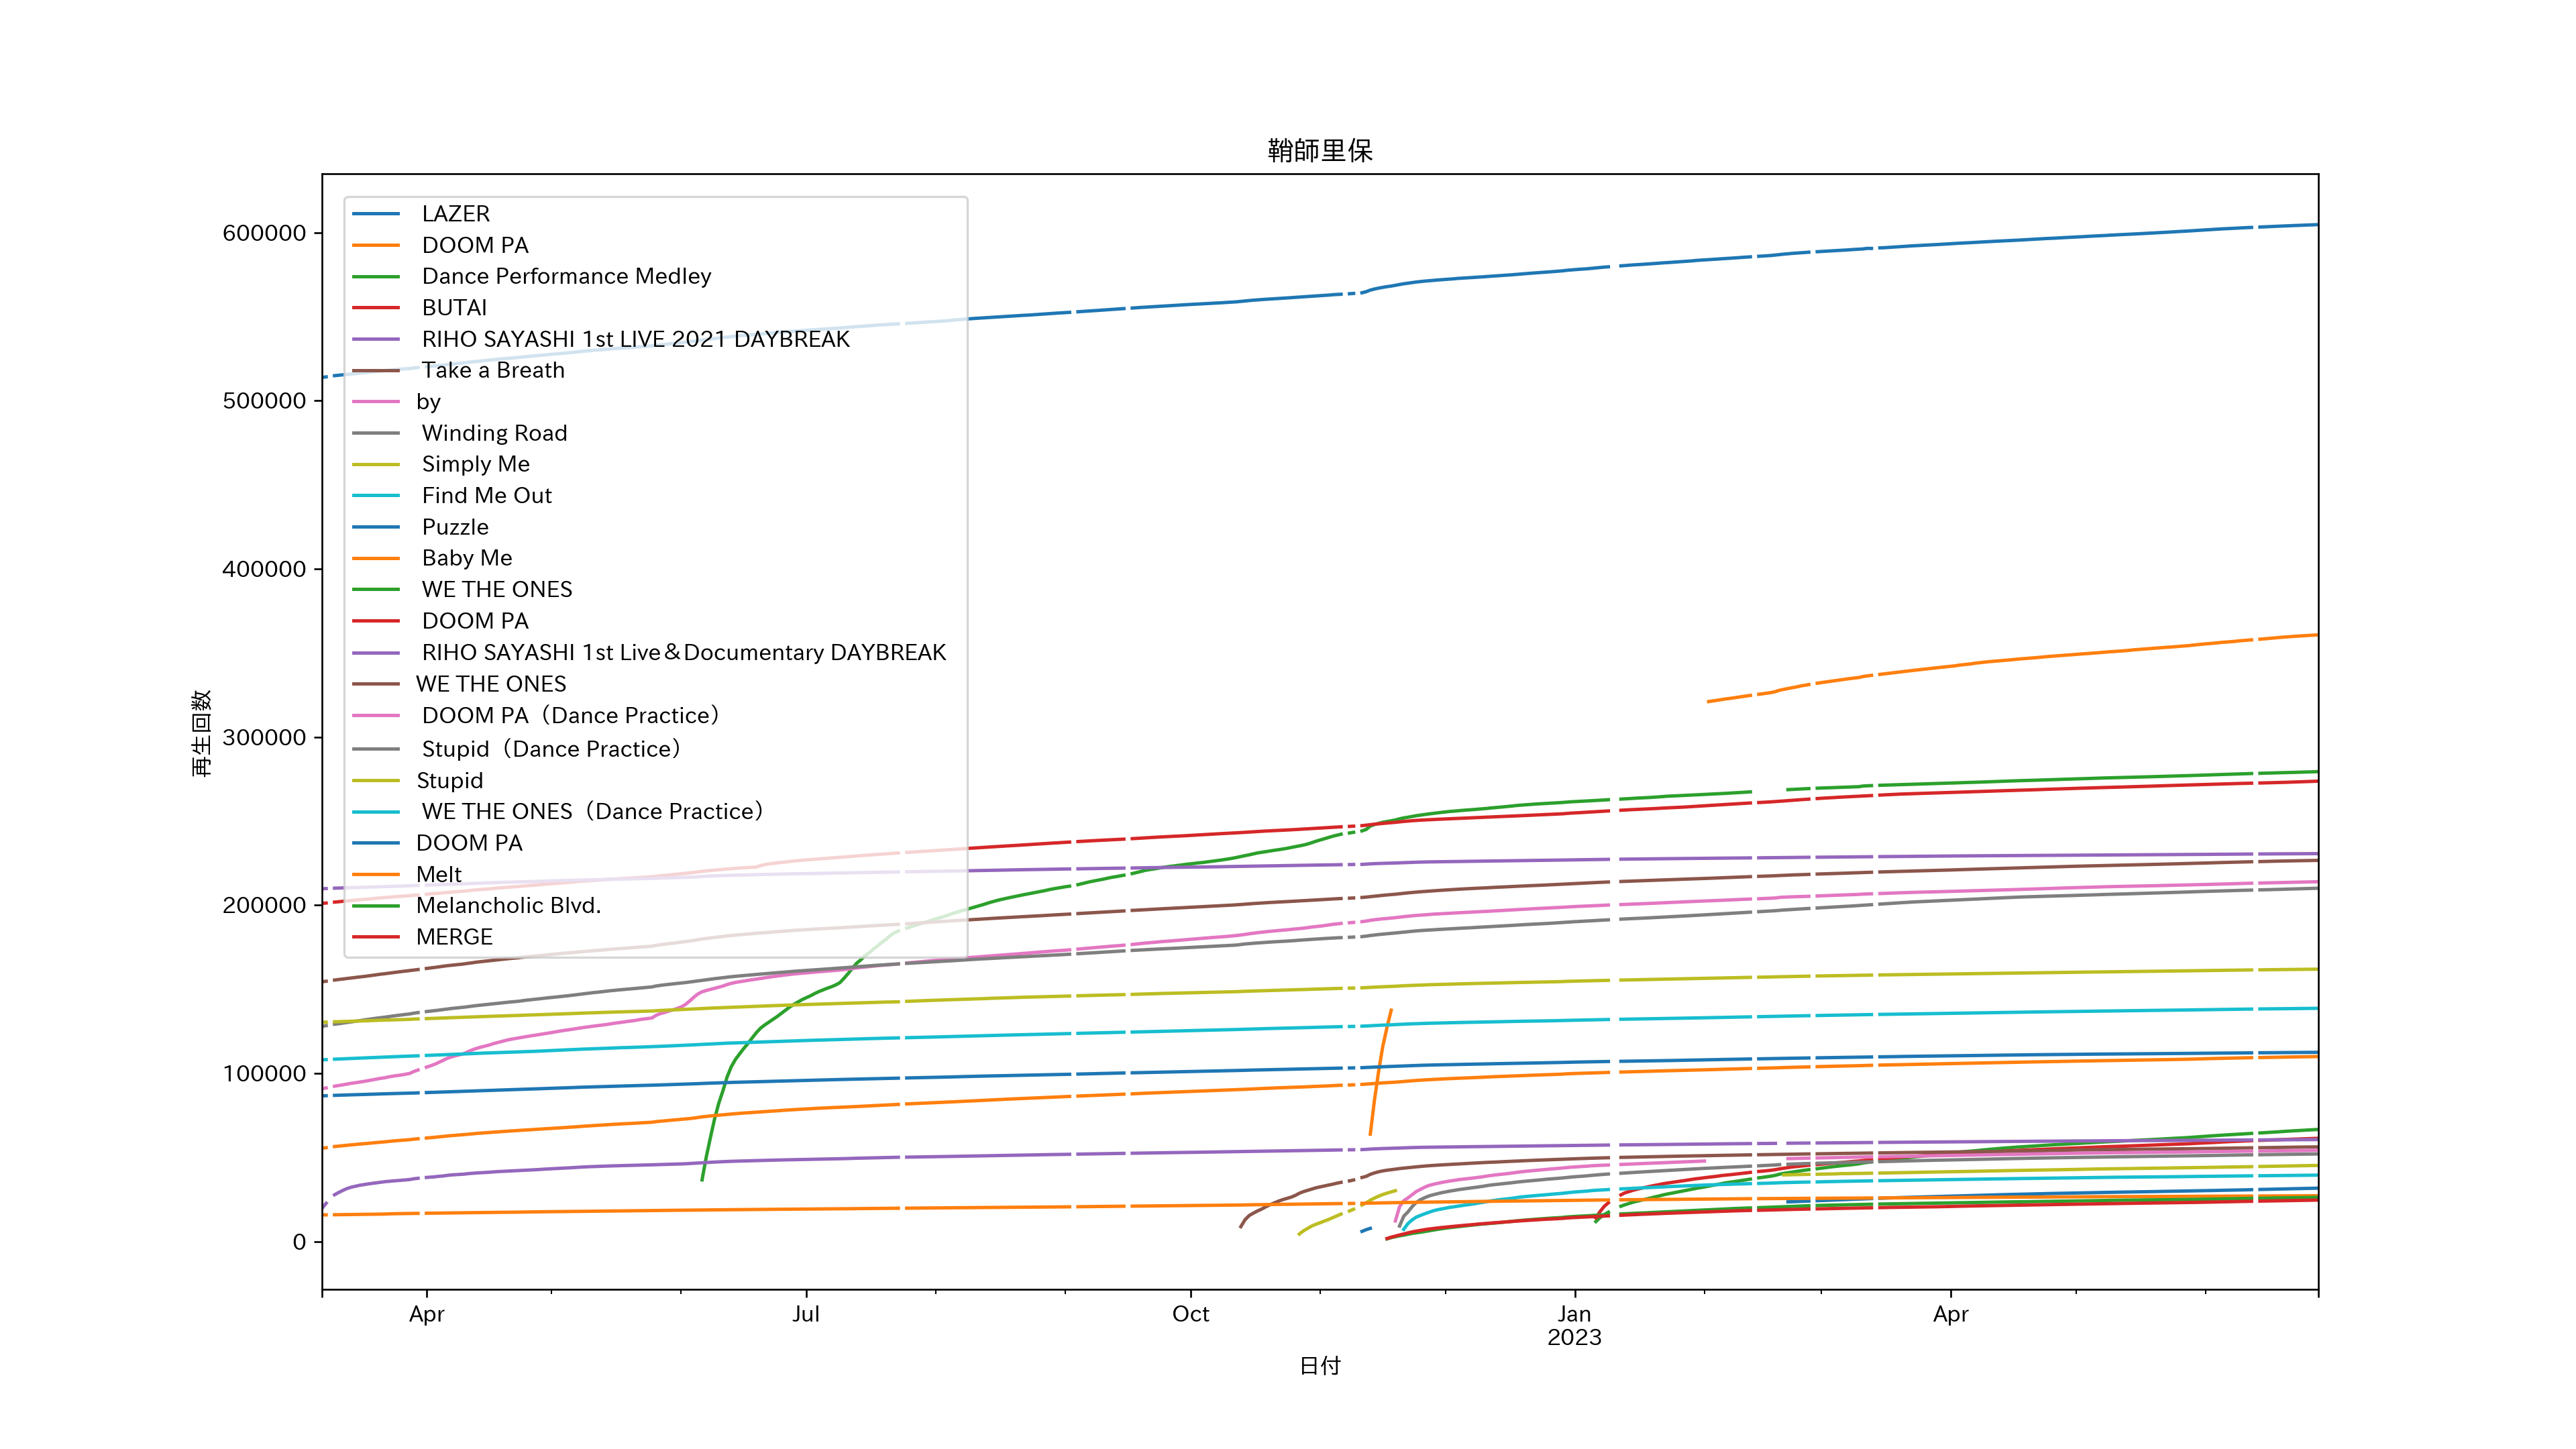 鞘師里保
600000
500000
400000
300000
200000
100000
0
再生回数
LAZER
DOOM PA
Dance Performance Medley
BUTAI
RIHO SAYASHI 1st LIVE 2021 DAYBREAK
Take a Breath
by
Winding Road
Simply Me
Find Me Out
Puzzle
Baby Me
WE THE ONES
DOOM PA
RIHO SAYASHI 1st Live＆Documentary DAYBREAK
WE THE ONES
DOOM PA（Dance Practice）
Stupid（Dance Practice）
Stupid
WE THE ONES（Dance Practice）
DOOM PA
Melt
Melancholic Blvd.
MERGE
Apr Jul Oct Jan Apr
2023
日付